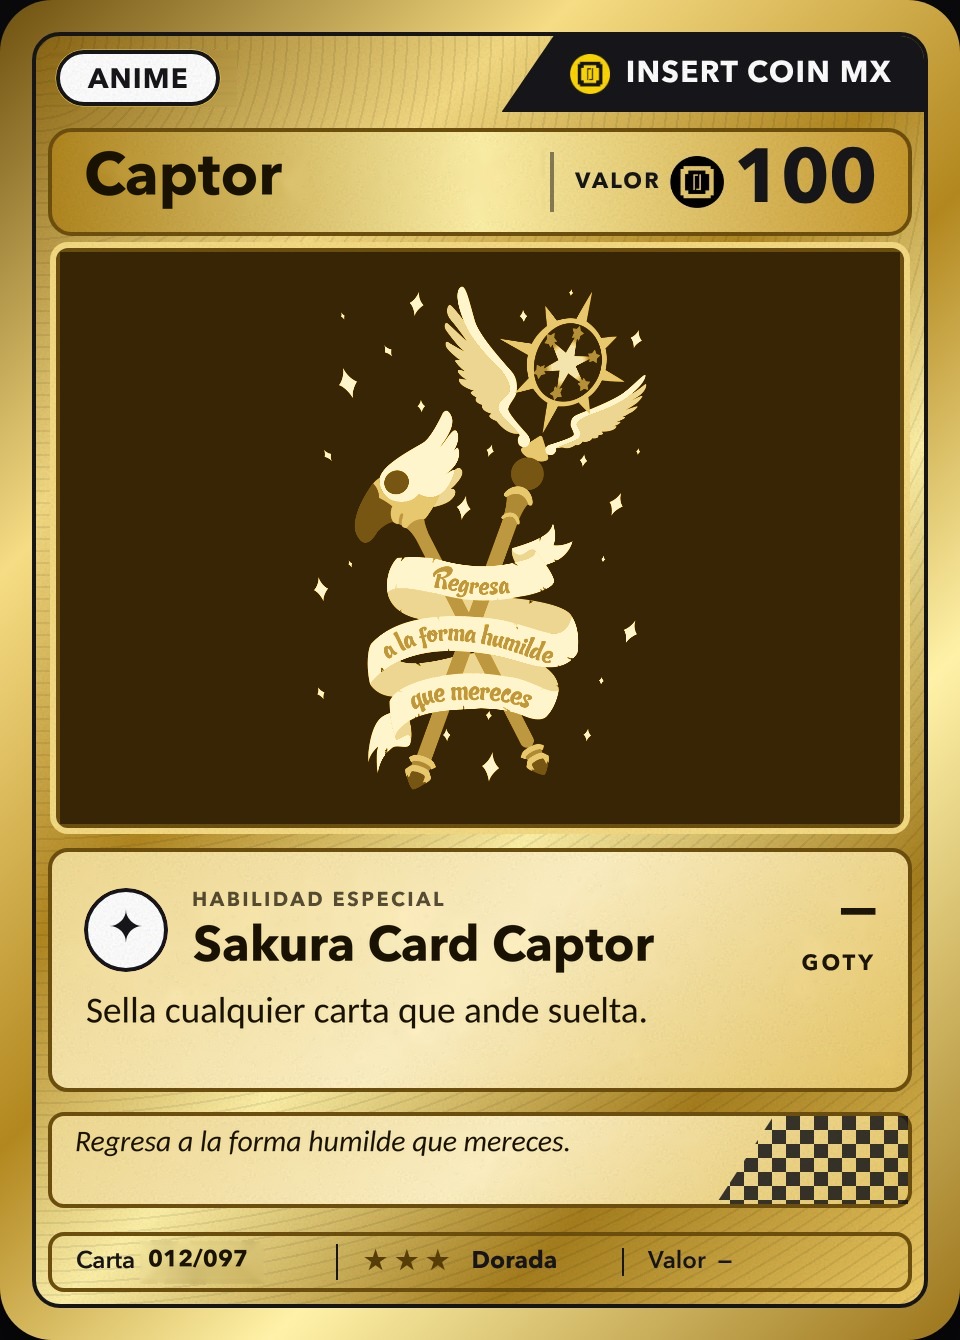 ANIME
INSERT COIN MX
Captor
VALOR 100
Regresa
a la forma humilde
que mereces
HABILIDAD ESPECIAL
Sakura Card Captor
–
GOTY
Sella cualquier carta que ande suelta.
Regresa a la forma humilde que mereces.
Carta 012/097 ★★★ Dorada Valor –